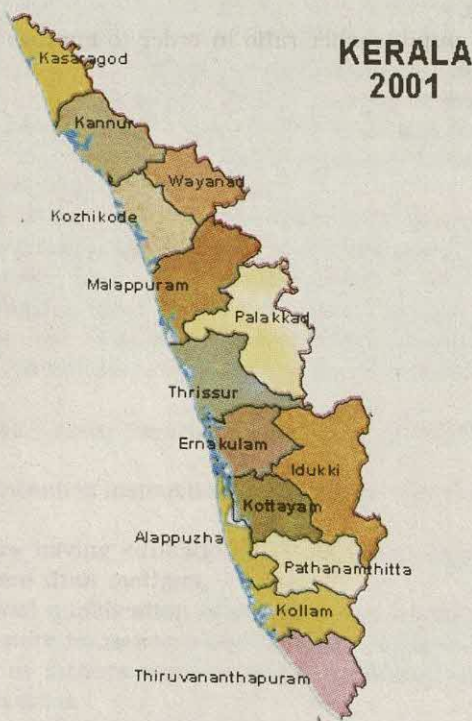 KERALA
2001
Kasaragod
Kannur
Wayanad
Kozhikode
Malappuram
Palakkad
Thrissur
Ernakulam
Idukki
Kottayam
Alappuzha
Pathanamthitta
Kollam
Thiruvananthapuram